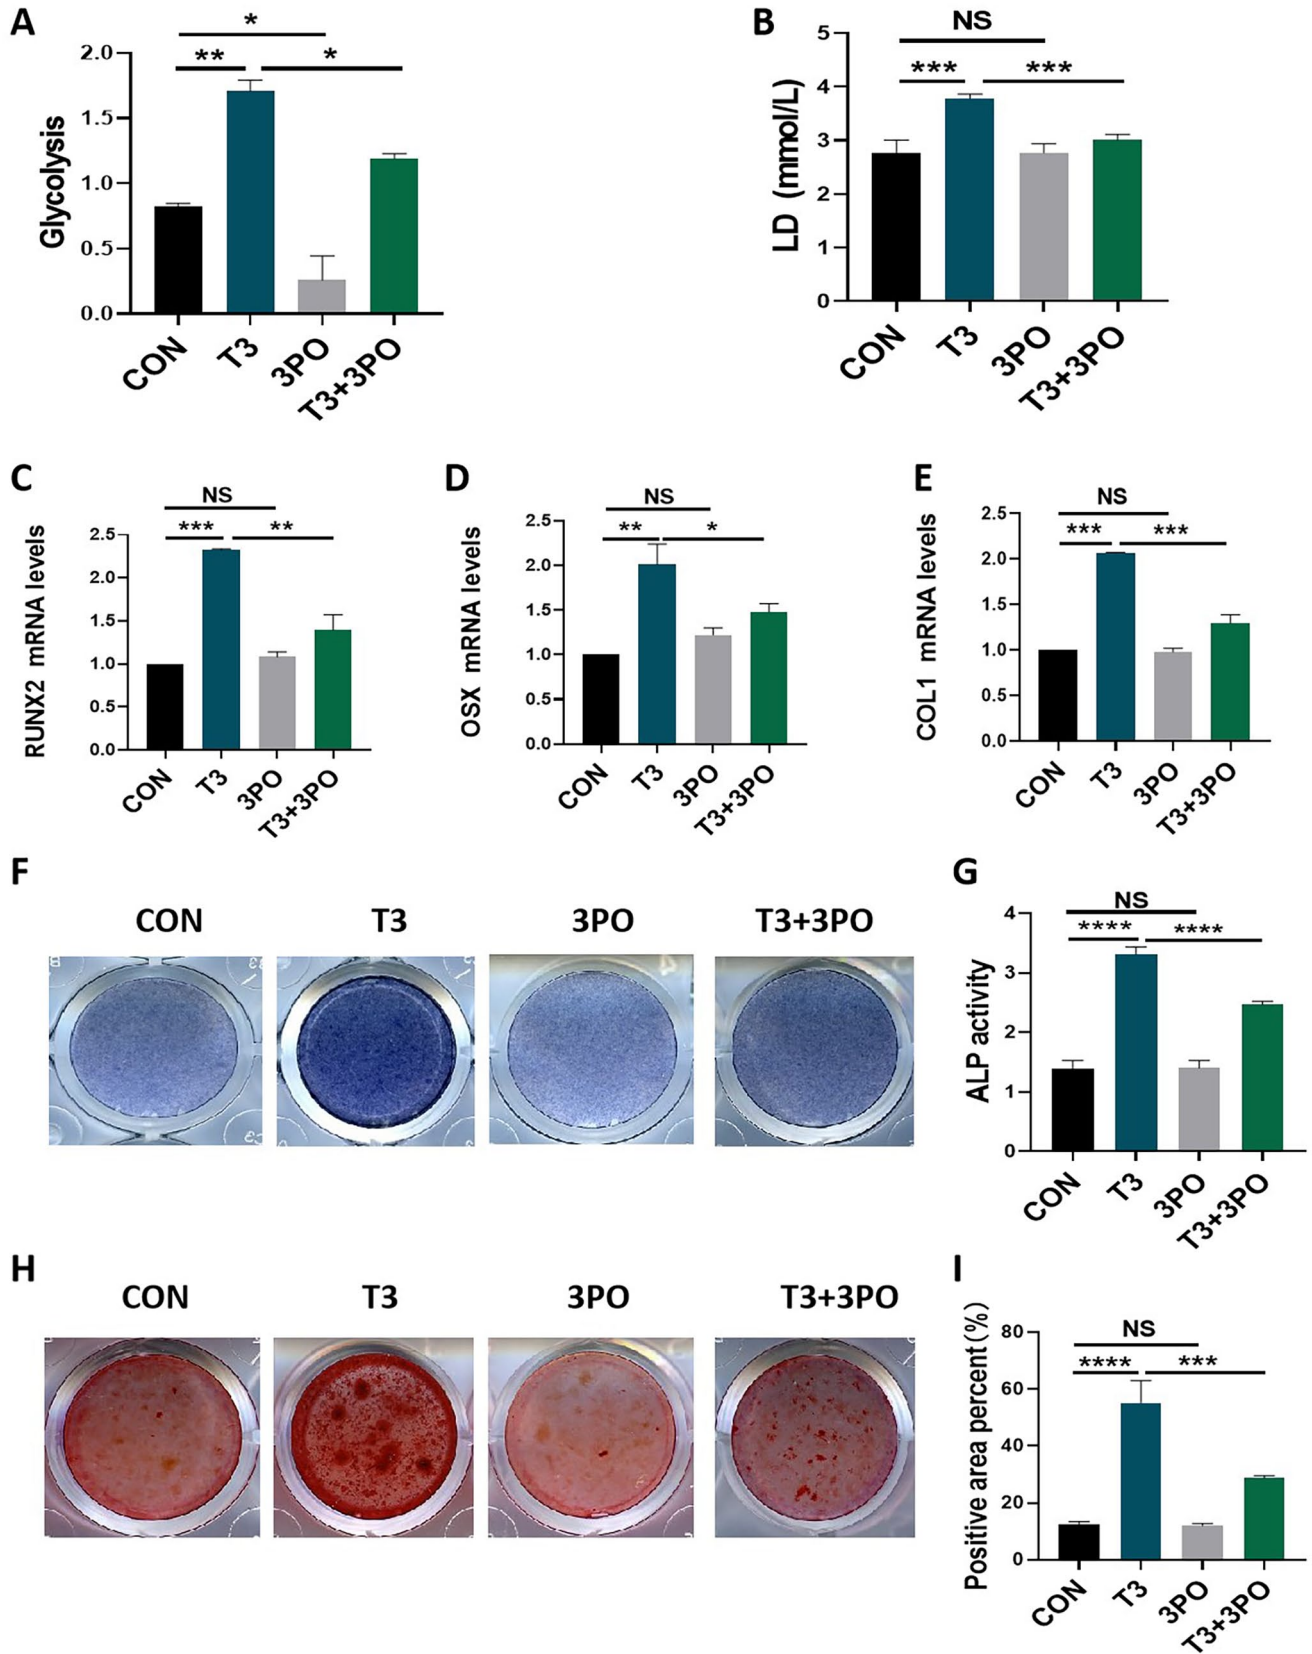 A
*
**
*
Glycolysis
2.0
1.5
1.0
0.5
0.0
CON
T3
3PO
T3+3PO
B
NS
***
***
LD (mmol/L)
5
4
3
2
1
0
CON
T3
3PO
T3+3PO
C
NS
***
**
RUNX2 mRNA levels
2.5
2.0
1.5
1.0
0.5
0.0
CON
T3
3PO
T3+3PO
D
NS
**
*
OSX mRNA levels
2.5
2.0
1.5
1.0
0.5
0.0
CON
T3
3PO
T3+3PO
E
NS
***
***
COL1 mRNA levels
2.5
2.0
1.5
1.0
0.5
0.0
CON
T3
3PO
T3+3PO
F
CON
T3
3PO
T3+3PO
G
NS
****
****
ALP activity
4
3
2
1
0
CON
T3
3PO
T3+3PO
H
CON
T3
3PO
T3+3PO
I
NS
****
***
Positive area percent(%)
80
60
40
20
0
CON
T3
3PO
T3+3PO